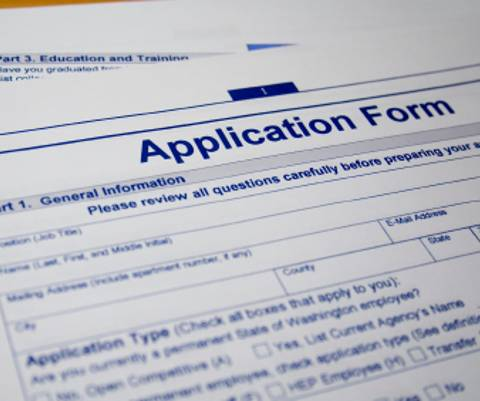 Part 3. Education and Training
Have you graduated from
1
Application Form
Part 1. General Information
Please review all questions carefully before preparing your
Position (Job Title)
Name (Last, First, and Middle Initial)
E-Mail Address
Mailing Address (include apartment number, if any)
State
County
City
Application Type (Check all boxes that apply to you):
Are you currently a permanent State of Washington employee?
No, Open Competitive (A)
Yes, List Current Agency's Name
permanent employee, check application type (See
HEP Employee (H)
Transfer
Yes
No